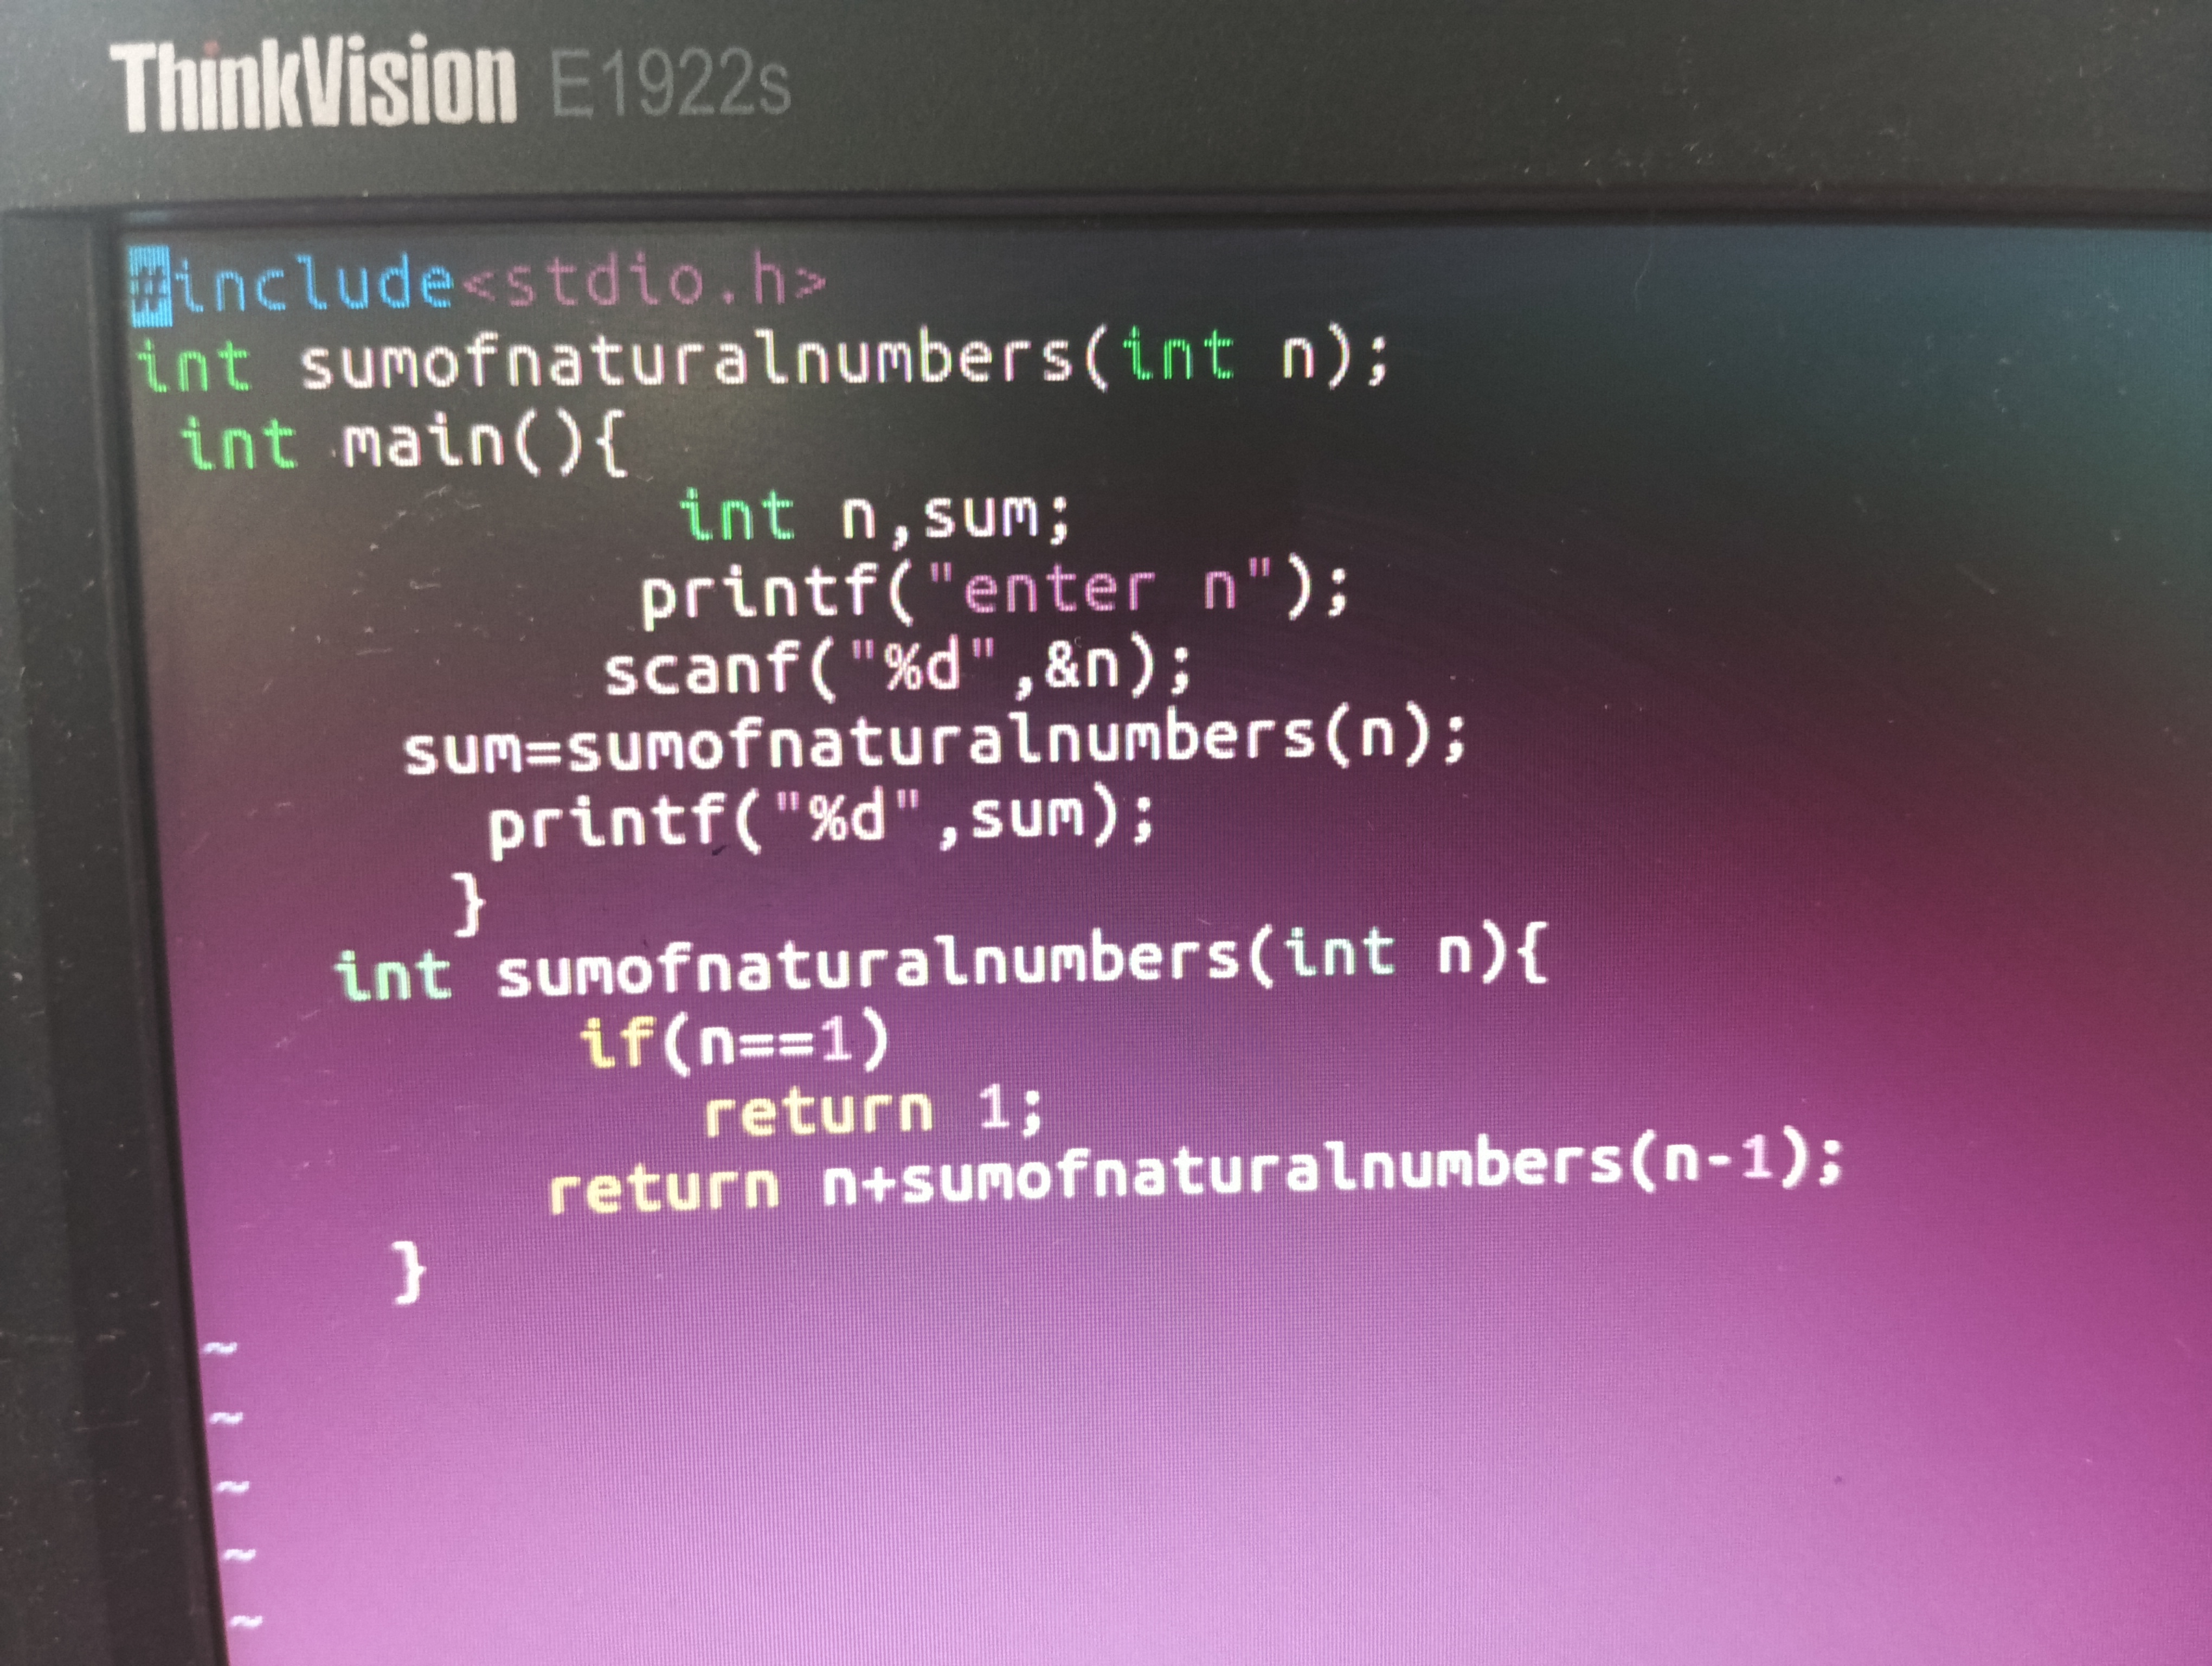 ThinkVision E1922s
#include<stdio.h>
int sumofnaturalnumbers(int n);
int main(){
int n,sum;
printf("enter n");
scanf("%d",&n);
sum=sumofnaturalnumbers(n);
printf("%d",sum);
}
int sumofnaturalnumbers(int n){
if(n==1)
return 1;
return n+sumofnaturalnumbers(n-1);
}
~
~
~
~
~